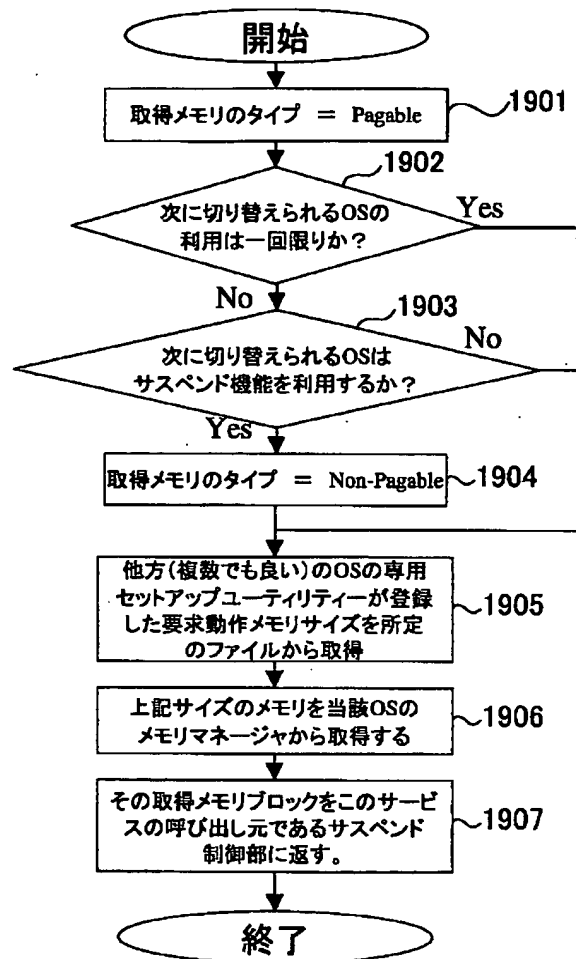 開始
取得メモリのタイプ = Pagable
1901
1902
次に切り替えられるOSの
利用は一回限りか？
Yes
No
1903
次に切り替えられるOSは
サスペンド機能を利用するか？
No
Yes
取得メモリのタイプ = Non-Pagable
1904
他方(複数でも良い)のOSの専用
セットアップユーティリティーが登録
した要求動作メモリサイズを所定
のファイルから取得
1905
上記サイズのメモリを当該OSの
メモリマネージャから取得する
1906
その取得メモリブロックをこのサービ
スの呼び出し元であるサスペンド
制御部に返す。
1907
終了